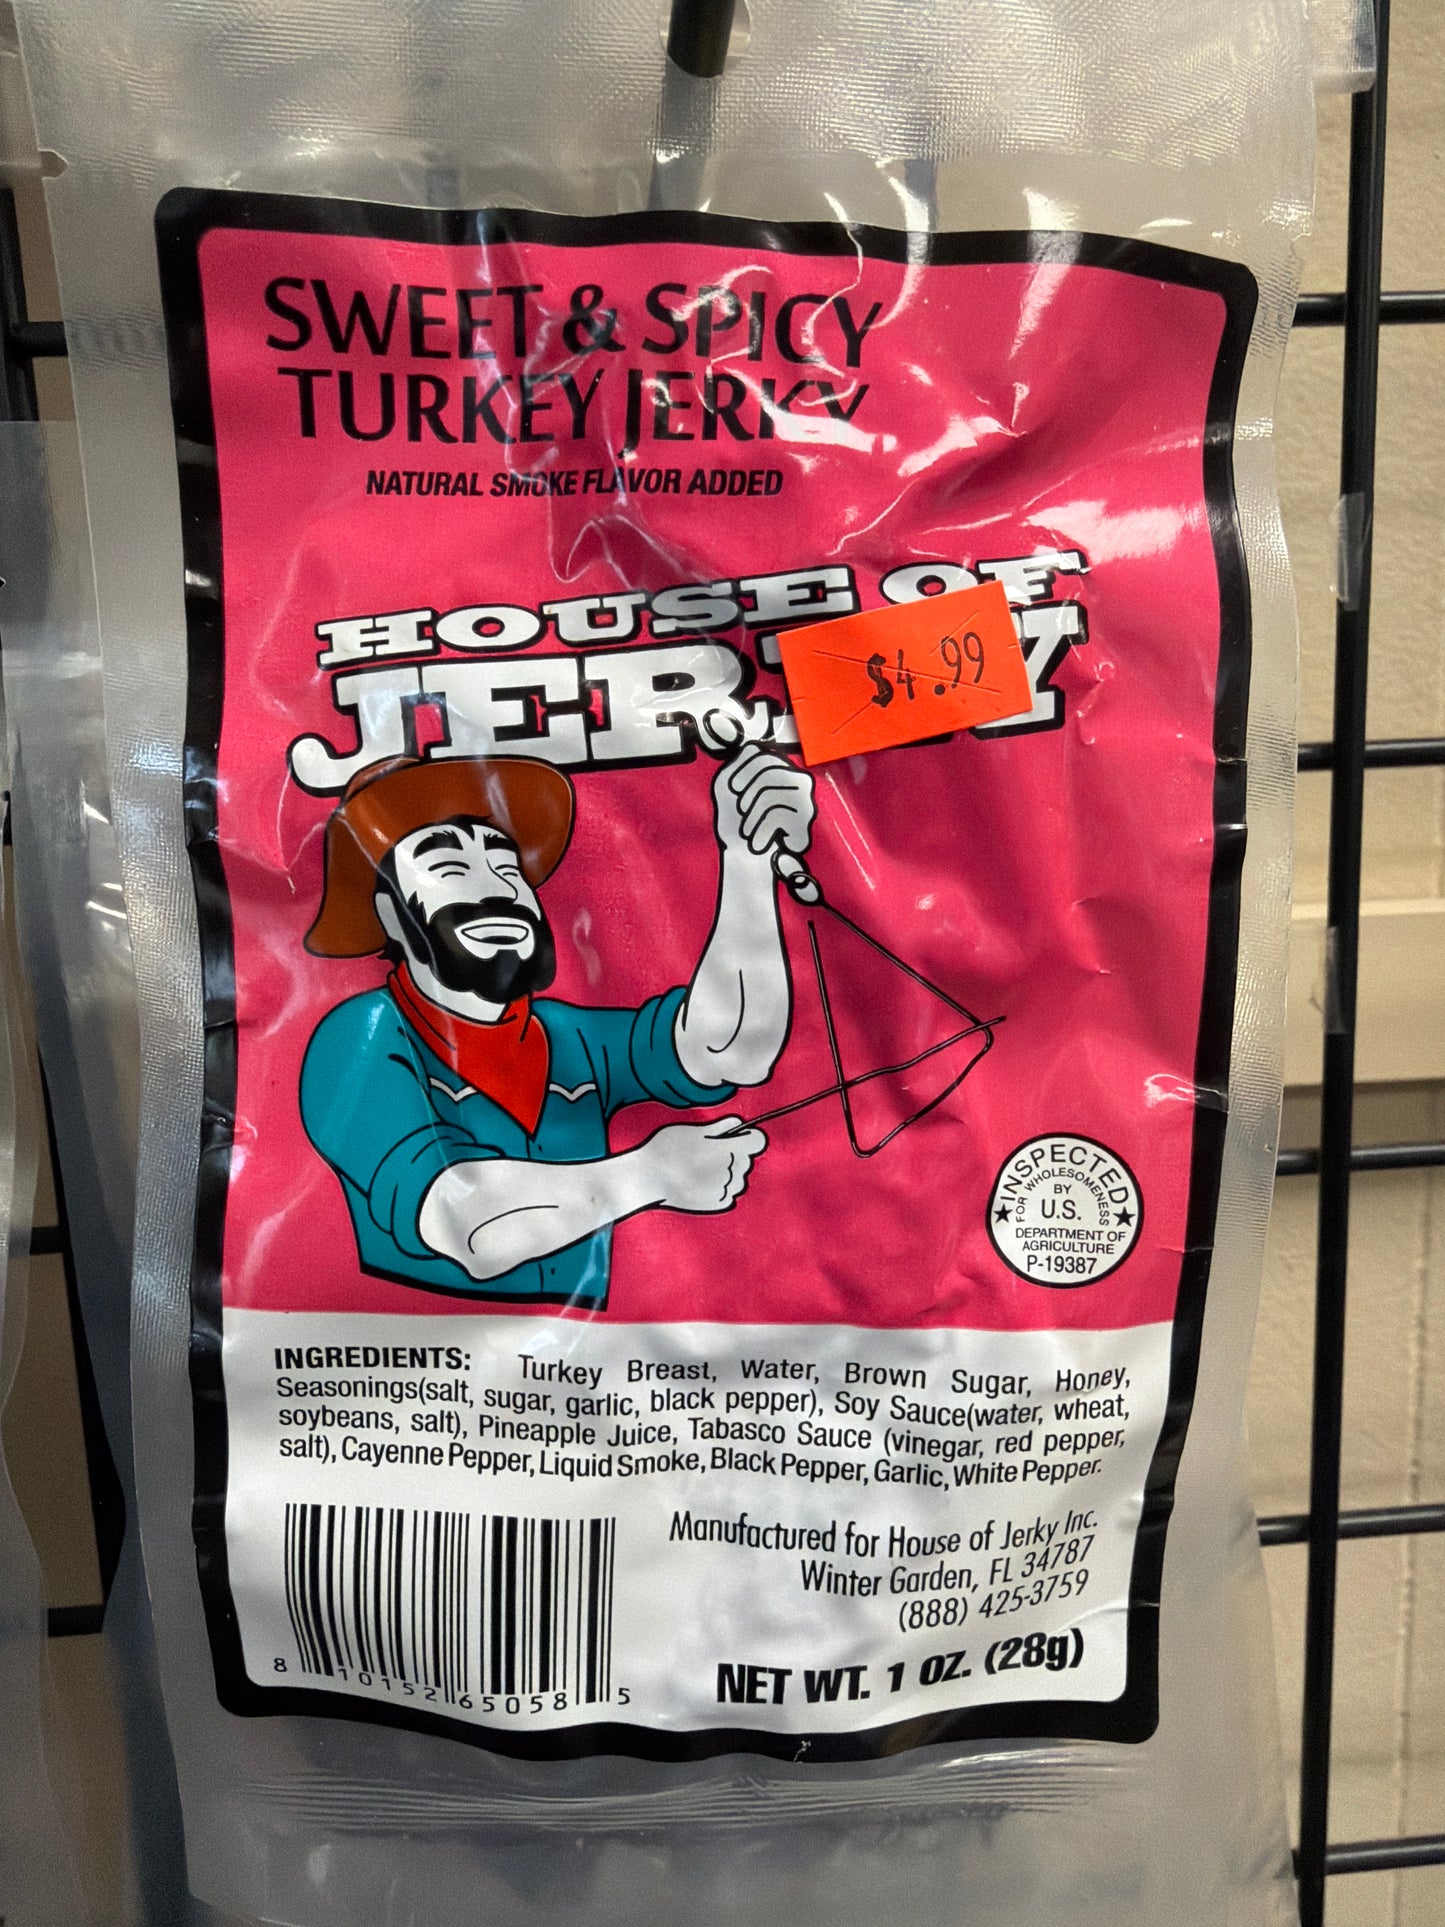 SWEET & SPICY
TURKEY JERKY
NATURAL SMOKE FLAVOR ADDED
HOUSE OF
$4.99
INSPECTED
FOR WHOLESOMENESS
BY
U.S.
DEPARTMENT OF
AGRICULTURE
P-19387
INGREDIENTS: Turkey Breast, Water, Brown Sugar, Honey,
Seasonings(salt, sugar, garlic, black pepper), Soy Sauce(water, wheat,
soybeans, salt), Pineapple Juice, Tabasco Sauce (vinegar, red pepper,
salt), Cayenne Pepper, Liquid Smoke, Black Pepper, Garlic, White Pepper.
Manufactured for House of Jerky Inc.
Winter Garden, FL 34787
(888) 425-3759
NET WT. 1 OZ. (28g)
8 10152 65058 5